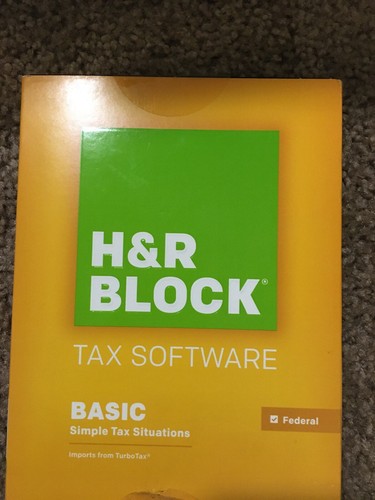 H&R
BLOCK®
TAX SOFTWARE
BASIC
Simple Tax Situations
Federal
Imports from TurboTax®